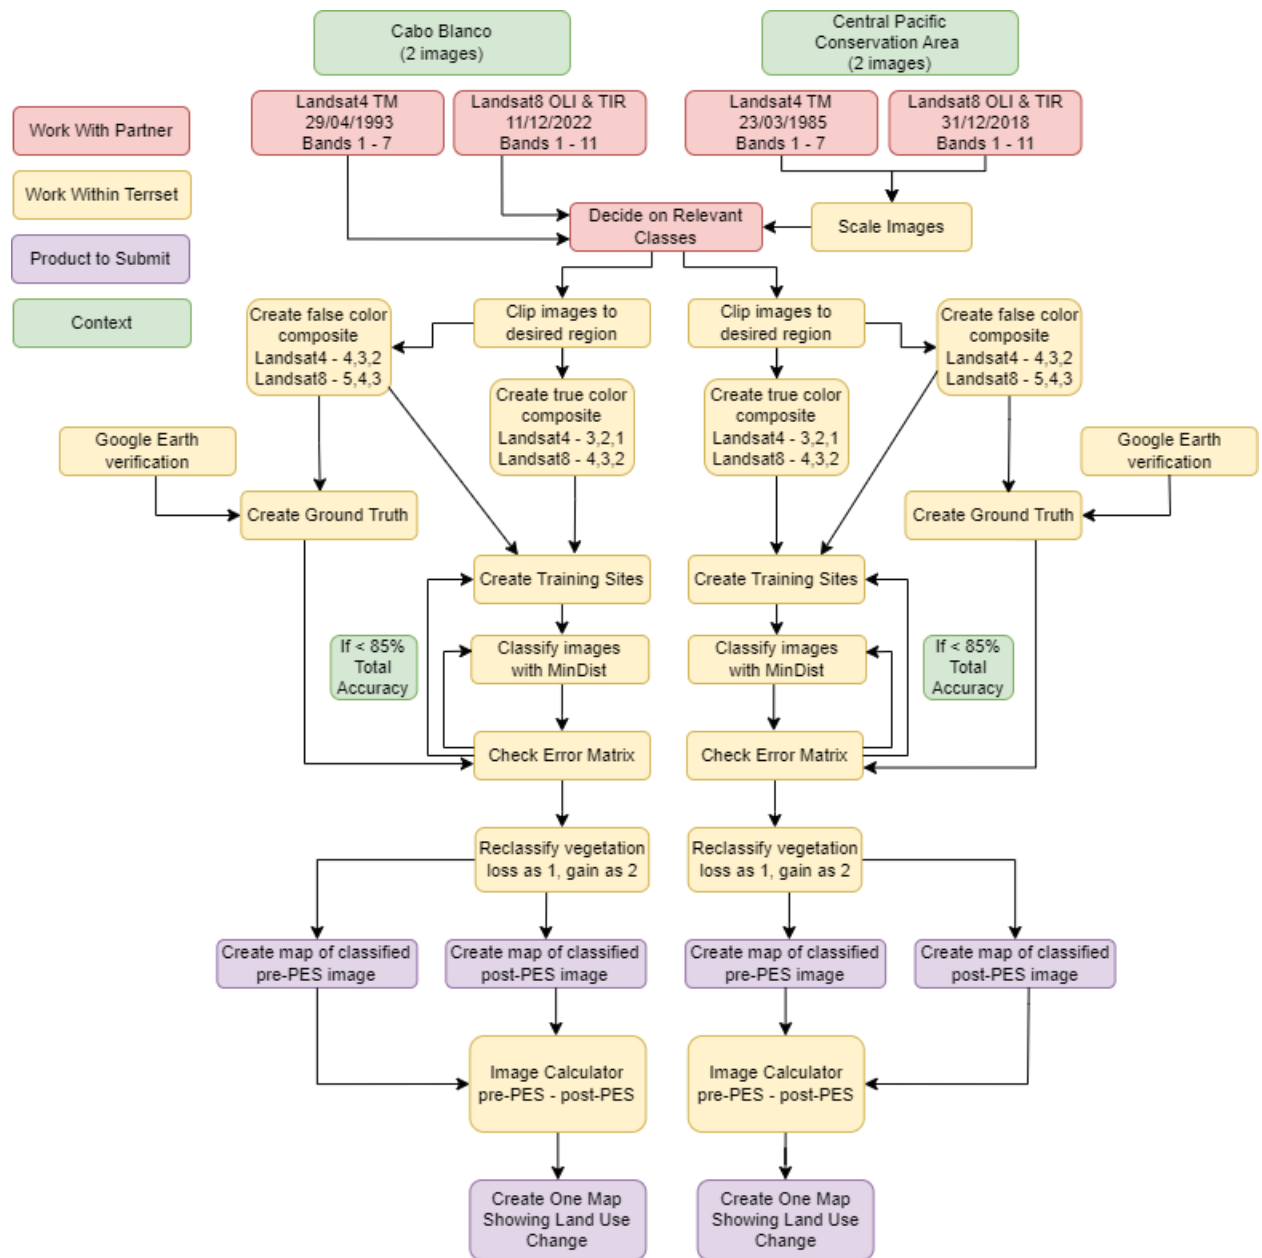 Cabo Blanco
(2 images)
Central Pacific
Conservation Area
(2 images)
Landsat4 TM
29/04/1993
Bands 1 - 7
Landsat8 OLI & TIR
11/12/2022
Bands 1 - 11
Landsat4 TM
23/03/1985
Bands 1 - 7
Landsat8 OLI & TIR
31/12/2018
Bands 1 - 11
Work With Partner
Work Within Terrset
Product to Submit
Context
Decide on Relevant
Classes
Scale Images
Create false color
composite
Landsat4 - 4,3,2
Landsat8 - 5,4,3
Clip images to
desired region
Clip images to
desired region
Create false color
composite
Landsat4 - 4,3,2
Landsat8 - 5,4,3
Create true color
composite
Landsat4 - 3,2,1
Landsat8 - 4,3,2
Create true color
composite
Landsat4 - 3,2,1
Landsat8 - 4,3,2
Google Earth
verification
Google Earth
verification
Create Ground Truth
Create Ground Truth
Create Training Sites
Create Training Sites
If < 85%
Total
Accuracy
Classify images
with MinDist
Classify images
with MinDist
If < 85%
Total
Accuracy
Check Error Matrix
Check Error Matrix
Reclassify vegetation
loss as 1, gain as 2
Reclassify vegetation
loss as 1, gain as 2
Create map of classified
pre-PES image
Create map of classified
post-PES image
Create map of classified
pre-PES image
Create map of classified
post-PES image
Image Calculator
pre-PES - post-PES
Image Calculator
pre-PES - post-PES
Create One Map
Showing Land Use
Change
Create One Map
Showing Land Use
Change